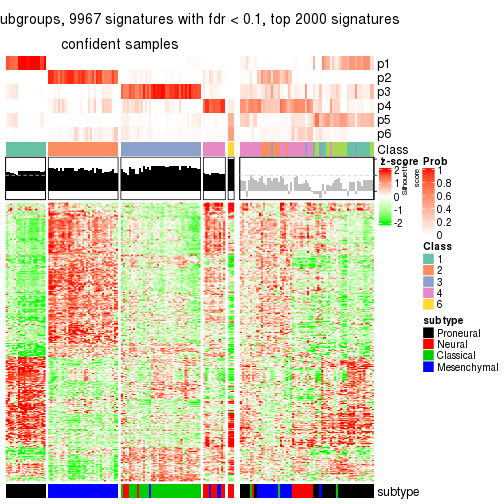 ubgroups, 9967 signatures with fdr < 0.1, top 2000 signatures
confident samples
p1
p2
p3
p4
p5
p6
Class
z-score
2
1
0
-1
-2
Silhouette
score
Prob
1
0.8
0.6
0.4
0.2
0
Class
1
2
3
4
6
subtype
Proneural
Neural
Classical
Mesenchymal
subtype